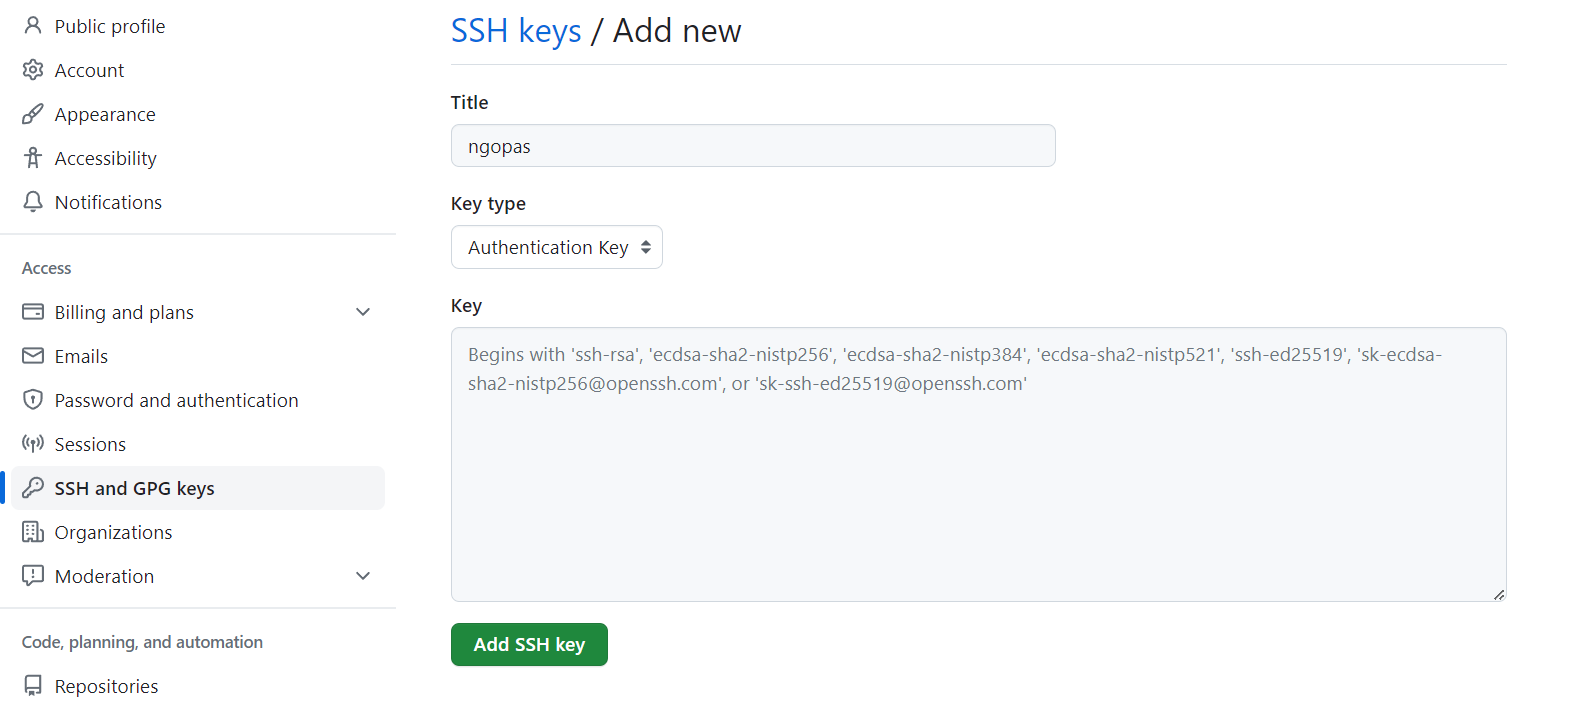 Public profile
Account
Appearance
Accessibility
Notifications
Access
Billing and plans
Emails
Password and authentication
Sessions
SSH and GPG keys
Organizations
Moderation
Code, planning, and automation
Repositories
SSH keys / Add new
Title
ngopas
Key type
Authentication Key
Key
Begins with 'ssh-rsa', 'ecdsa-sha2-nistp256', 'ecdsa-sha2-nistp384', 'ecdsa-sha2-nistp521', 'ssh-ed25519', 'sk-ecdsa-
sha2-nistp256@openssh.com', or 'sk-ssh-ed25519@openssh.com'
Add SSH key